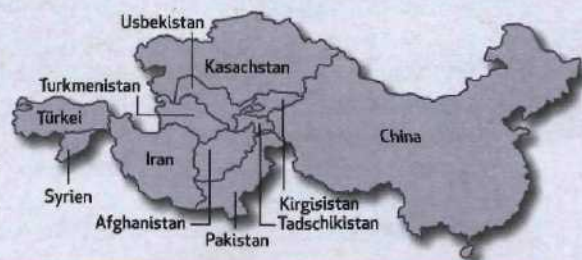 Usbekistan
Kasachstan
Turkmenistan
Türkei
China
Iran
Syrien
Kirgisistan
Afghanistan
Tadschikistan
Pakistan